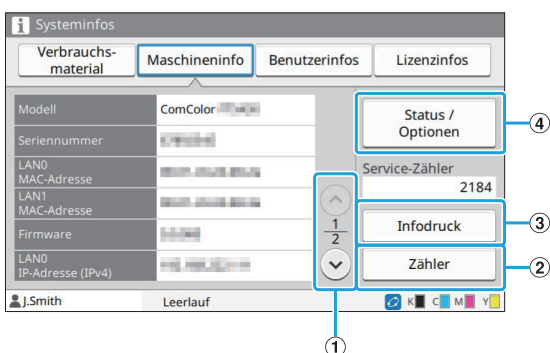 i Systeminfos
Verbrauchs-
material
Maschineninfo
Benutzerinfos
Lizenzinfos
Modell
ComColor
Seriennummer
LAN0
MAC-Adresse
LAN1
MAC-Adresse
Firmware
LAN0
IP-Adresse (IPv4)
1
2
Status /
Optionen
Service-Zähler
2184
Infodruck
Zähler
J.Smith
Leerlauf
K C M Y
4
3
2
1